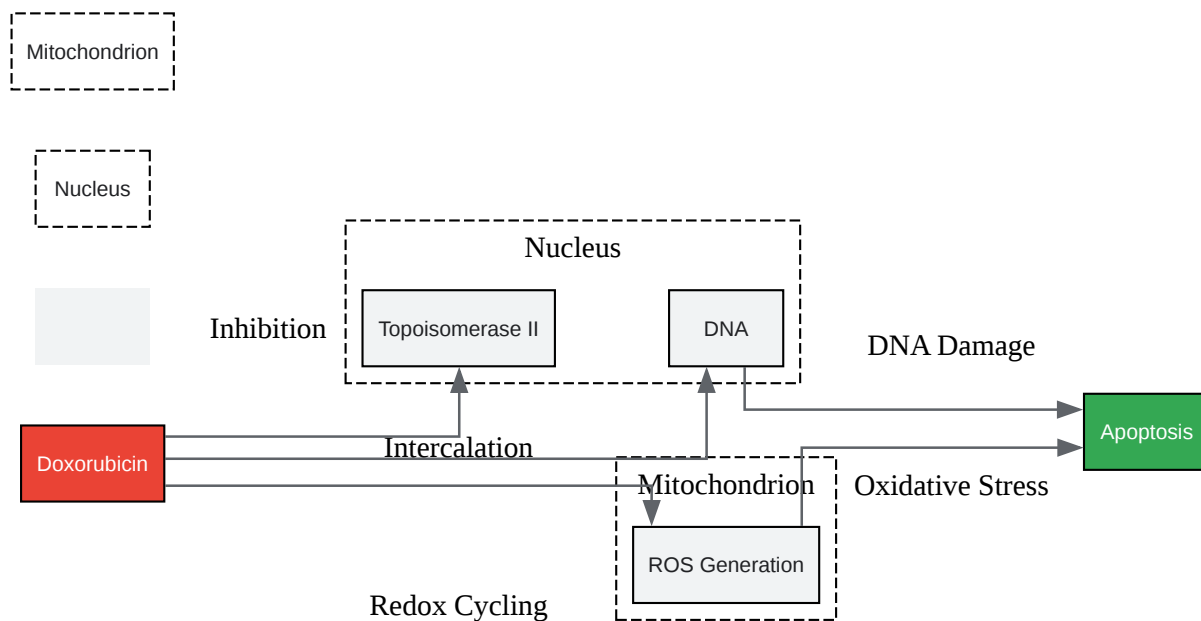 Mitochondrion
Nucleus
Nucleus
Inhibition
Topoisomerase II
DNA
DNA Damage
Doxorubicin
Intercalation
Apoptosis
Mitochondrion
Oxidative Stress
ROS Generation
Redox Cycling